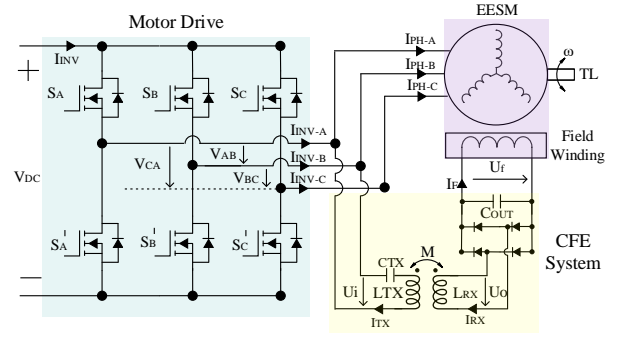 Motor Drive
EESM
IINV
IPH-A
IPH-B
IPH-C
ω
TL
SA
SB
SC
IINV-A
IINV-B
IINV-C
VDC
VCA
VAB
VBC
Field
Winding
IF
Uf
COUT
SA'
SB'
SC'
CFE
System
CTX
M
Ui
LTX
LRX
Uo
ITX
IRX